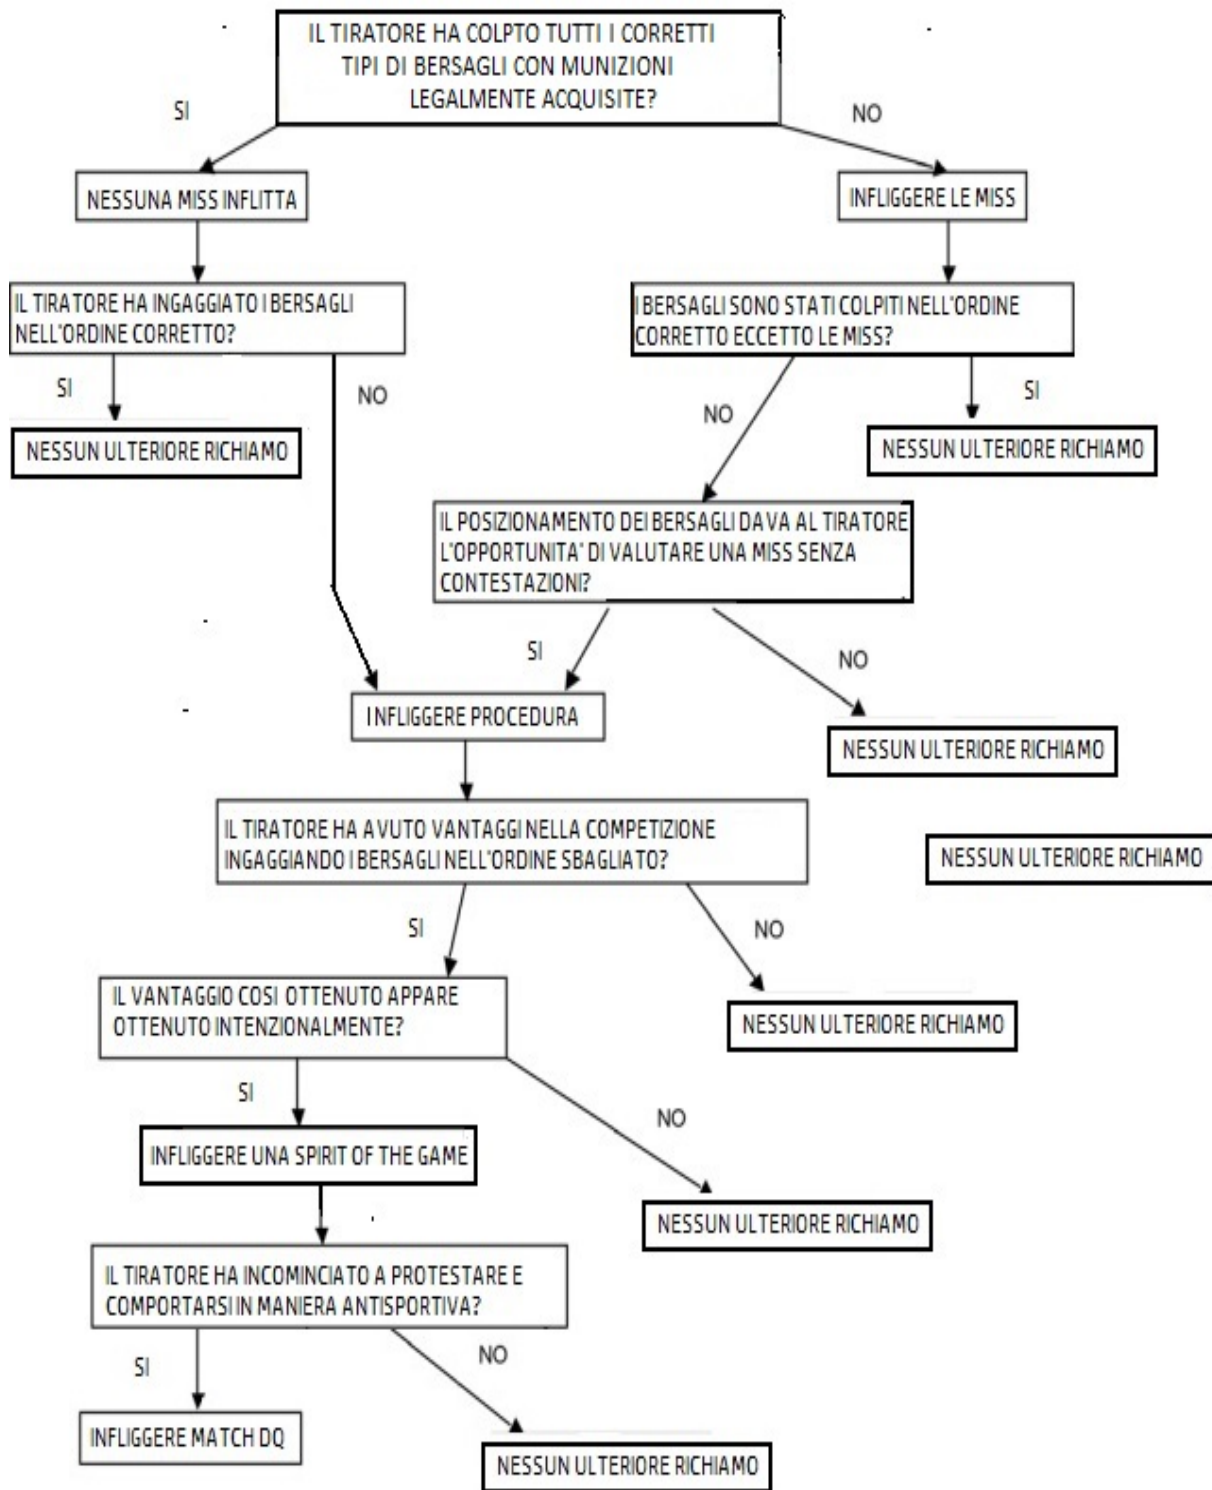 IL TIRATORE HA COLPTO TUTTI I CORRETTI
TIPI DI BERSAGLI CON MUNIZIONI
LEGALMENTE ACQUISITE?
SI
NO
NESSUNA MISS INFLITTA
INFLIGGERE LE MISS
IL TIRATORE HA INGAGGIATO I BERSAGLI
NELL'ORDINE CORRETTO?
I BERSAGLI SONO STATI COLPITI NELL'ORDINE
CORRETTO ECCETTO LE MISS?
SI
NO
NO
SI
NESSUN ULTERIORE RICHIAMO
NESSUN ULTERIORE RICHIAMO
IL POSIZIONAMENTO DEI BERSAGLI DAVA AL TIRATORE
L'OPPORTUNITA' DI VALUTARE UNA MISS SENZA
CONTESTAZIONI?
SI
NO
INFLIGGERE PROCEDURA
NESSUN ULTERIORE RICHIAMO
IL TIRATORE HA AVUTO VANTAGGI NELLA COMPETIZIONE
INGAGGIANDO I BERSAGLI NELL'ORDINE SBAGLIATO?
NESSUN ULTERIORE RICHIAMO
SI
NO
IL VANTAGGIO COSI OTTENUTO APPARE
OTTENUTO INTENZIONALMENTE?
NESSUN ULTERIORE RICHIAMO
SI
NO
INFLIGGERE UNA SPIRIT OF THE GAME
NESSUN ULTERIORE RICHIAMO
IL TIRATORE HA INCOMINCIATO A PROTESTARE E
COMPORTARSI IN MANIERA ANTISPORTIVA?
SI
NO
INFLIGGERE MATCH DQ
NESSUN ULTERIORE RICHIAMO